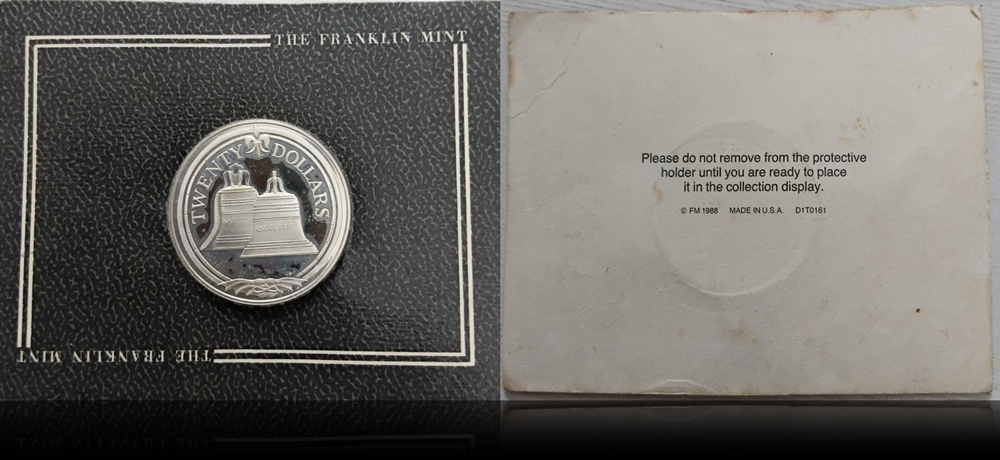 THE FRANKLIN MINT
TWENTY DOLLARS
THE FRANKLIN MINT
Please do not remove from the protective
holder until you are ready to place
it in the collection display.
© FM 1988 MADE IN U.S.A. D1T0161